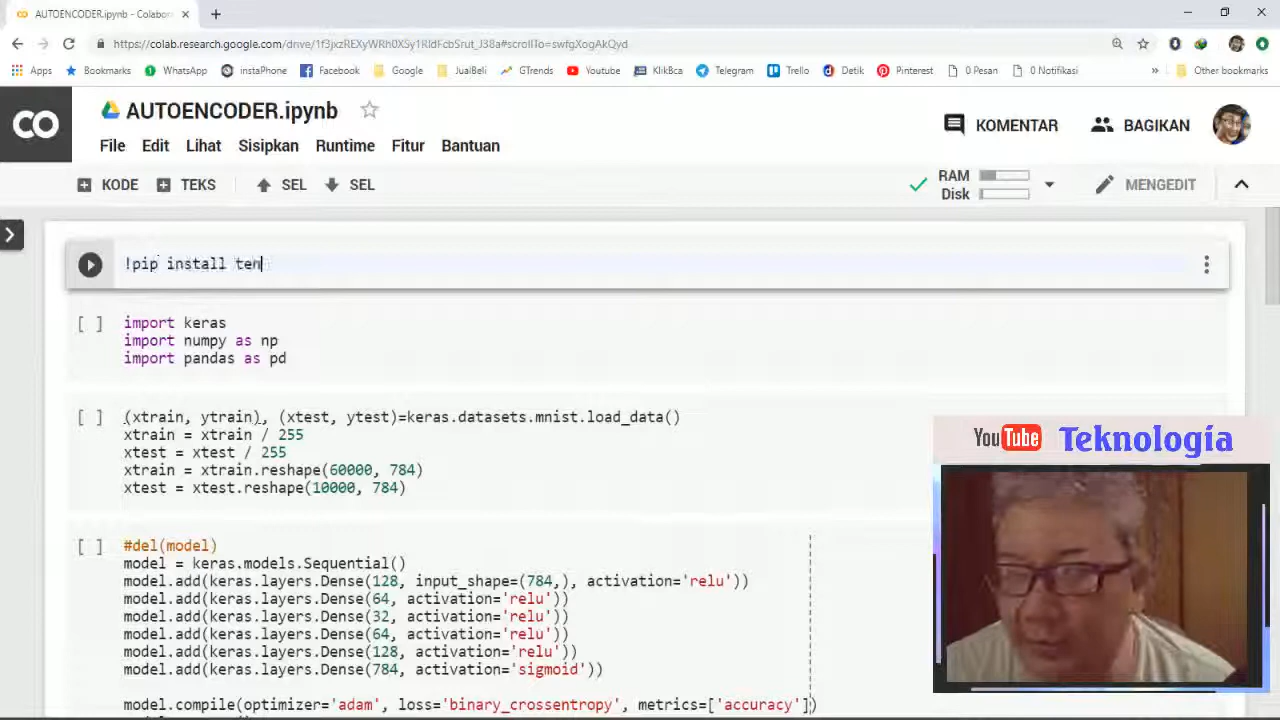 AUTOENCODER.ipynb - Colabor
https://colab.research.google.com/drive/1f3jxzREXyWRh0XSy1RIdFcbSrut_J38a#scrollTo=swfgXogAkQyd
Apps Bookmarks WhatsApp instaPhone Facebook Google JualBeli GTrends Youtube KlikBca Telegram Trello Detik Pinterest 0 Pesan 0 Notifikasi » Other bookmarks
CO AUTOENCODER.ipynb
File Edit Lihat Sisipkan Runtime Fitur Bantuan
KOMENTAR BAGIKAN
KODE TEKS SEL SEL
RAM
Disk
MENGEDIT
!pip install ten
[ ] import keras
import numpy as np
import pandas as pd
[ ] (xtrain, ytrain), (xtest, ytest)=keras.datasets.mnist.load_data()
xtrain = xtrain / 255
xtest = xtest / 255
xtrain = xtrain.reshape(60000, 784)
xtest = xtest.reshape(10000, 784)
YouTube Teknología
[ ] #del(model)
model = keras.models.Sequential()
model.add(keras.layers.Dense(128, input_shape=(784,), activation='relu'))
model.add(keras.layers.Dense(64, activation='relu'))
model.add(keras.layers.Dense(32, activation='relu'))
model.add(keras.layers.Dense(64, activation='relu'))
model.add(keras.layers.Dense(128, activation='relu'))
model.add(keras.layers.Dense(784, activation='sigmoid'))
model.compile(optimizer='adam', loss='binary_crossentropy', metrics=['accuracy'])